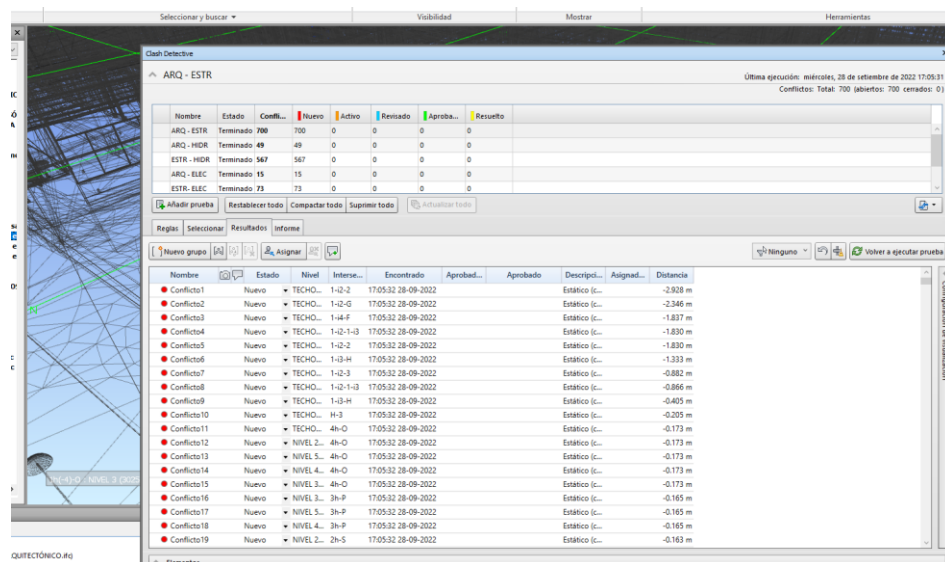 Seleccionar y buscar Visibilidad Mostrar Herramientas
Clash Detective
ARQ - ESTR
Última ejecución: miércoles, 28 de setiembre de 2022 17:05:31
Conflictos: Total: 700 (abiertos: 700 cerrados: 0)
Nombre Estado Confli... Nuevo Activo Revisado Aproba... Resuelto
ARQ - ESTR Terminado 700 700 0 0 0 0
ARQ - HIDR Terminado 49 49 0 0 0 0
ESTR - HIDR Terminado 567 567 0 0 0 0
ARQ - ELEC Terminado 15 15 0 0 0 0
ESTR- ELEC Terminado 73 73 0 0 0 0
Añadir prueba Restablecer todo Compactar todo Suprimir todo Actualizar todo
Reglas Seleccionar Resultados Informe
Nuevo grupo Asignar Ninguno Volver a ejecutar prueba
Nombre Estado Nivel Interse... Encontrado Aprobad... Aprobado Descripci... Asignad... Distancia
Conflicto1 Nuevo TECHO... 1-i2-2 17:05:32 28-09-2022 Estático (c... -2.928 m
Conflicto2 Nuevo TECHO... 1-i2-G 17:05:32 28-09-2022 Estático (c... -2.346 m
Conflicto3 Nuevo TECHO... 1-i4-F 17:05:32 28-09-2022 Estático (c... -1.837 m
Conflicto4 Nuevo TECHO... 1-i2-1-i3 17:05:32 28-09-2022 Estático (c... -1.830 m
Conflicto5 Nuevo TECHO... 1-i2-2 17:05:32 28-09-2022 Estático (c... -1.830 m
Conflicto6 Nuevo TECHO... 1-i3-H 17:05:32 28-09-2022 Estático (c... -1.333 m
Conflicto7 Nuevo TECHO... 1-i2-3 17:05:32 28-09-2022 Estático (c... -0.882 m
Conflicto8 Nuevo TECHO... 1-i2-1-i3 17:05:32 28-09-2022 Estático (c... -0.866 m
Conflicto9 Nuevo TECHO... 1-i3-H 17:05:32 28-09-2022 Estático (c... -0.405 m
Conflicto10 Nuevo TECHO... H-3 17:05:32 28-09-2022 Estático (c... -0.205 m
Conflicto11 Nuevo TECHO... 4h-O 17:05:32 28-09-2022 Estático (c... -0.173 m
Conflicto12 Nuevo NIVEL 2... 4h-O 17:05:32 28-09-2022 Estático (c... -0.173 m
Conflicto13 Nuevo NIVEL 5... 4h-O 17:05:32 28-09-2022 Estático (c... -0.173 m
Conflicto14 Nuevo NIVEL 4... 4h-O 17:05:32 28-09-2022 Estático (c... -0.173 m
Conflicto15 Nuevo NIVEL 3... 4h-O 17:05:32 28-09-2022 Estático (c... -0.173 m
Conflicto16 Nuevo NIVEL 3... 3h-P 17:05:32 28-09-2022 Estático (c... -0.165 m
Conflicto17 Nuevo NIVEL 5... 3h-P 17:05:32 28-09-2022 Estático (c... -0.165 m
Conflicto18 Nuevo NIVEL 4... 3h-P 17:05:32 28-09-2022 Estático (c... -0.165 m
Conflicto19 Nuevo NIVEL 2... 2h-S 17:05:32 28-09-2022 Estático (c... -0.163 m
QUITECTÓNICO.ifc)